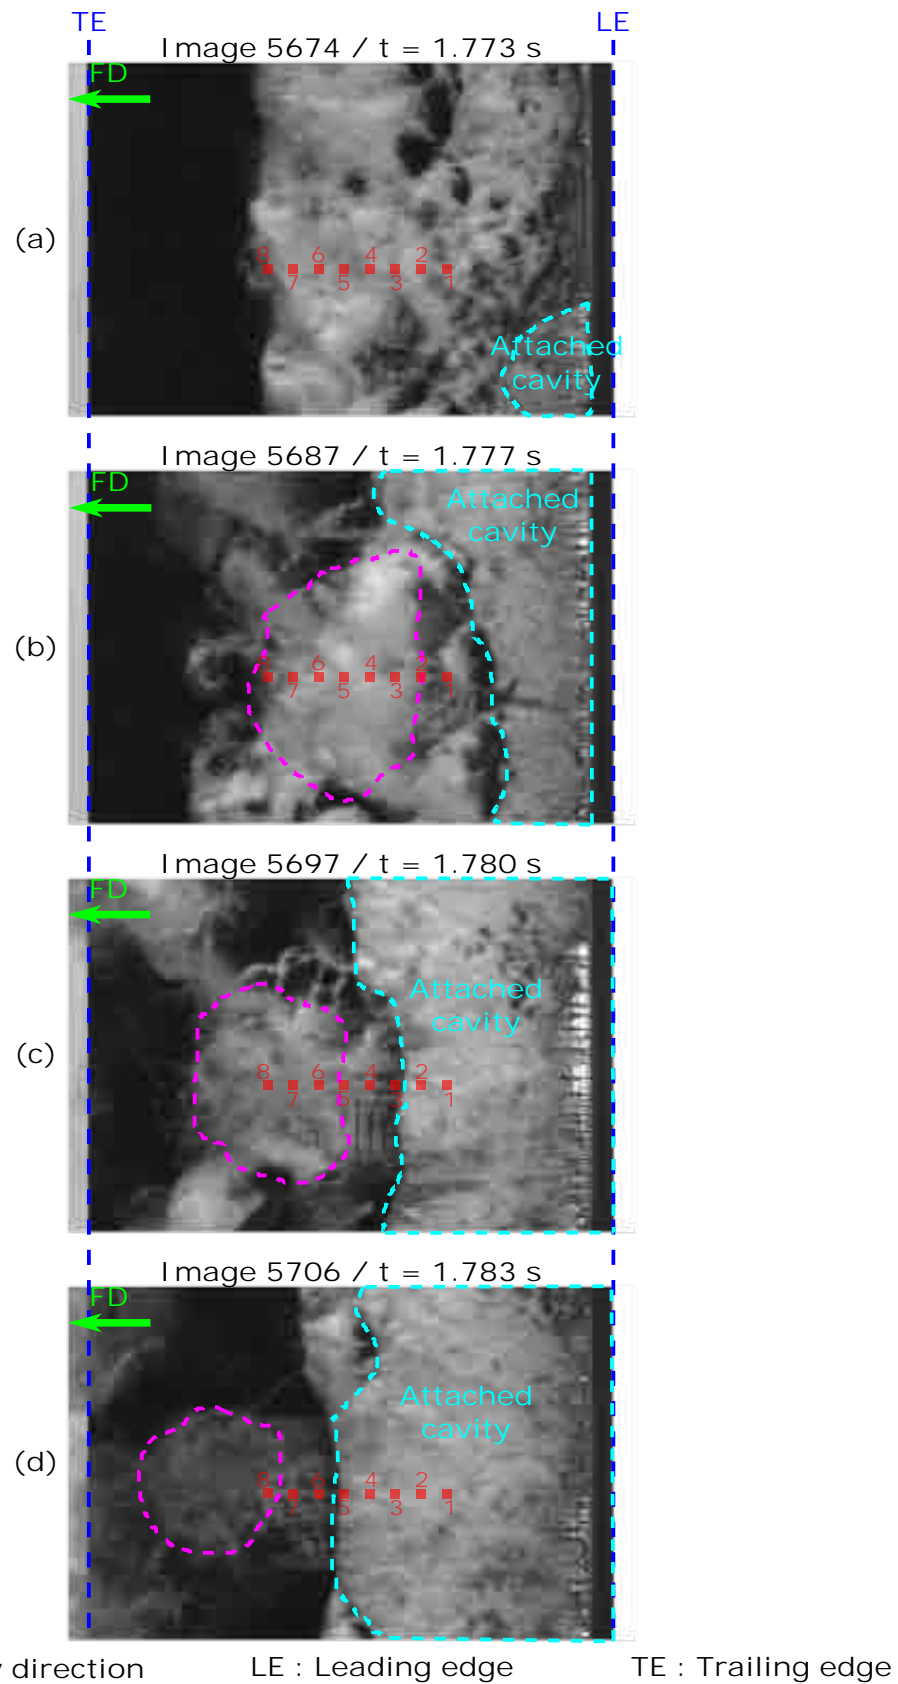 TE LE
Image 5674 / t = 1.773 s
FD
(a)
8 6 4 2
7 5 3 1
Attached
cavity
Image 5687 / t = 1.777 s
FD
Attached
cavity
(b)
8 6 4 2
7 5 3 1
Image 5697 / t = 1.780 s
FD
Attached
cavity
(c)
8 6 4 2
7 5 3 1
Image 5706 / t = 1.783 s
FD
Attached
cavity
(d)
8 6 4 2
7 5 3 1
direction LE : Leading edge TE : Trailing edge